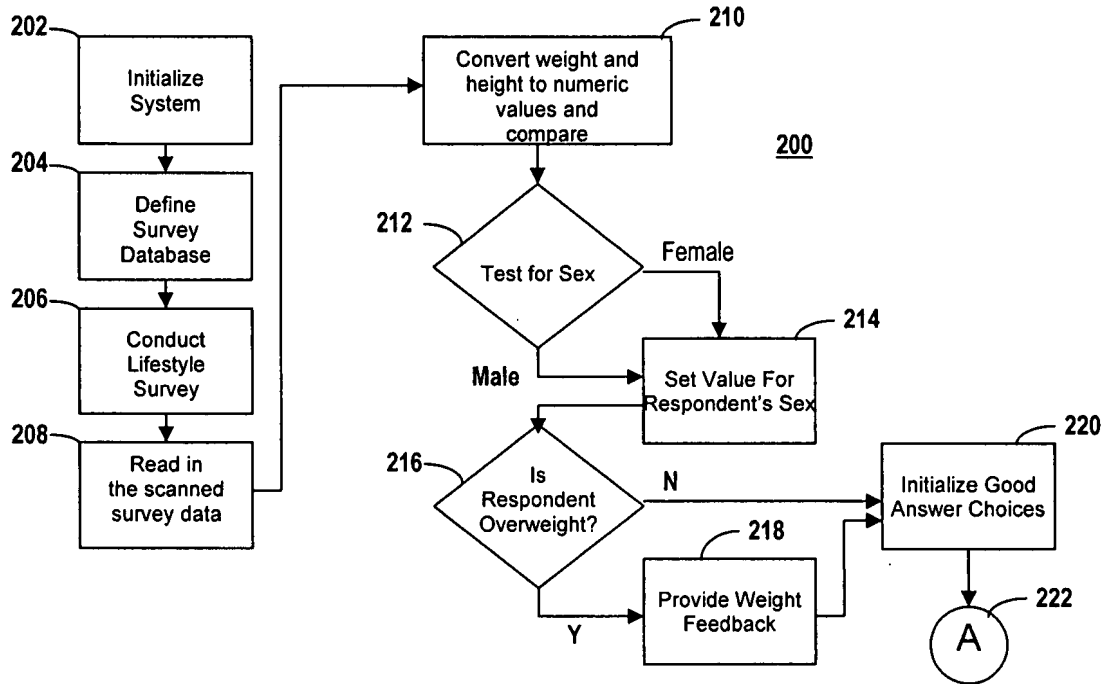 202
Initialize
System
204
Define
Survey
Database
206
Conduct
Lifestyle
Survey
208
Read in
the scanned
survey data
210
Convert weight and
height to numeric
values and
compare
200
212
Test for Sex
Female
Male
214
Set Value For
Respondent's Sex
216
Is
Respondent
Overweight?
N
Y
218
Provide Weight
Feedback
220
Initialize Good
Answer Choices
222
A